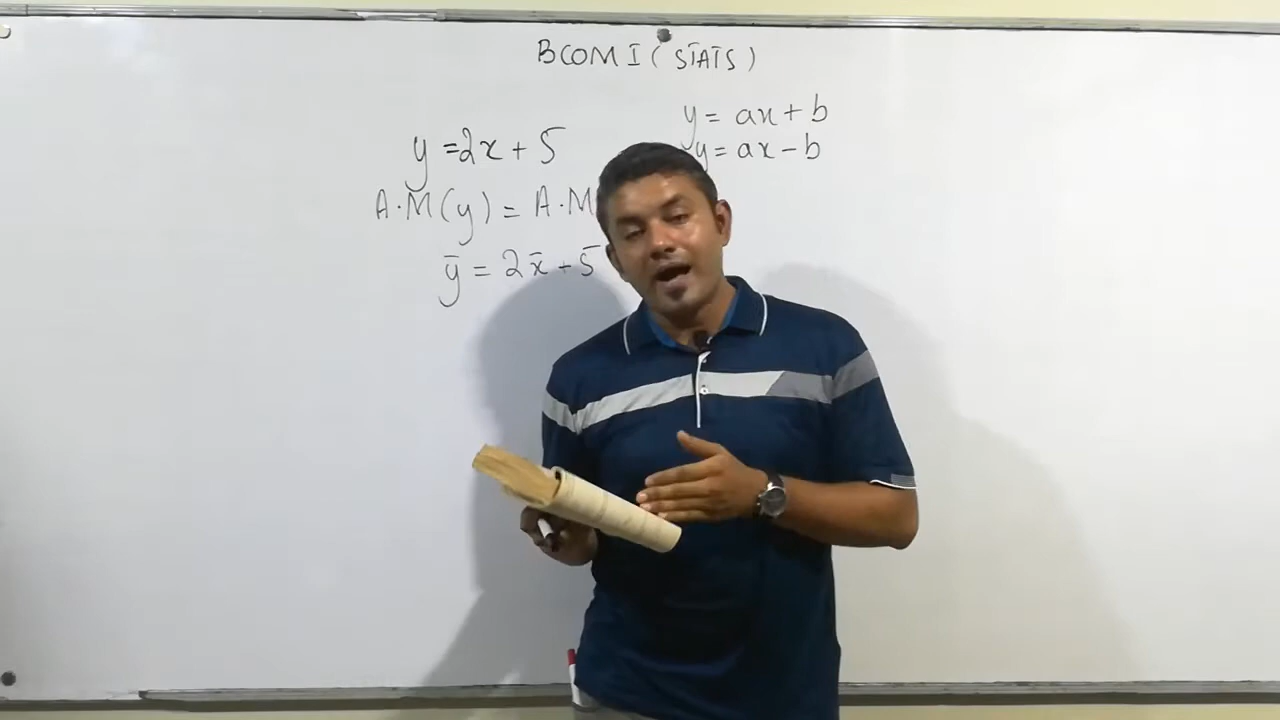 BCOM I ( STATS )
y = ax + b
y = ax - b
y = 2x + 5
A.M(y) = A.M
ȳ = 2x̄ + 5